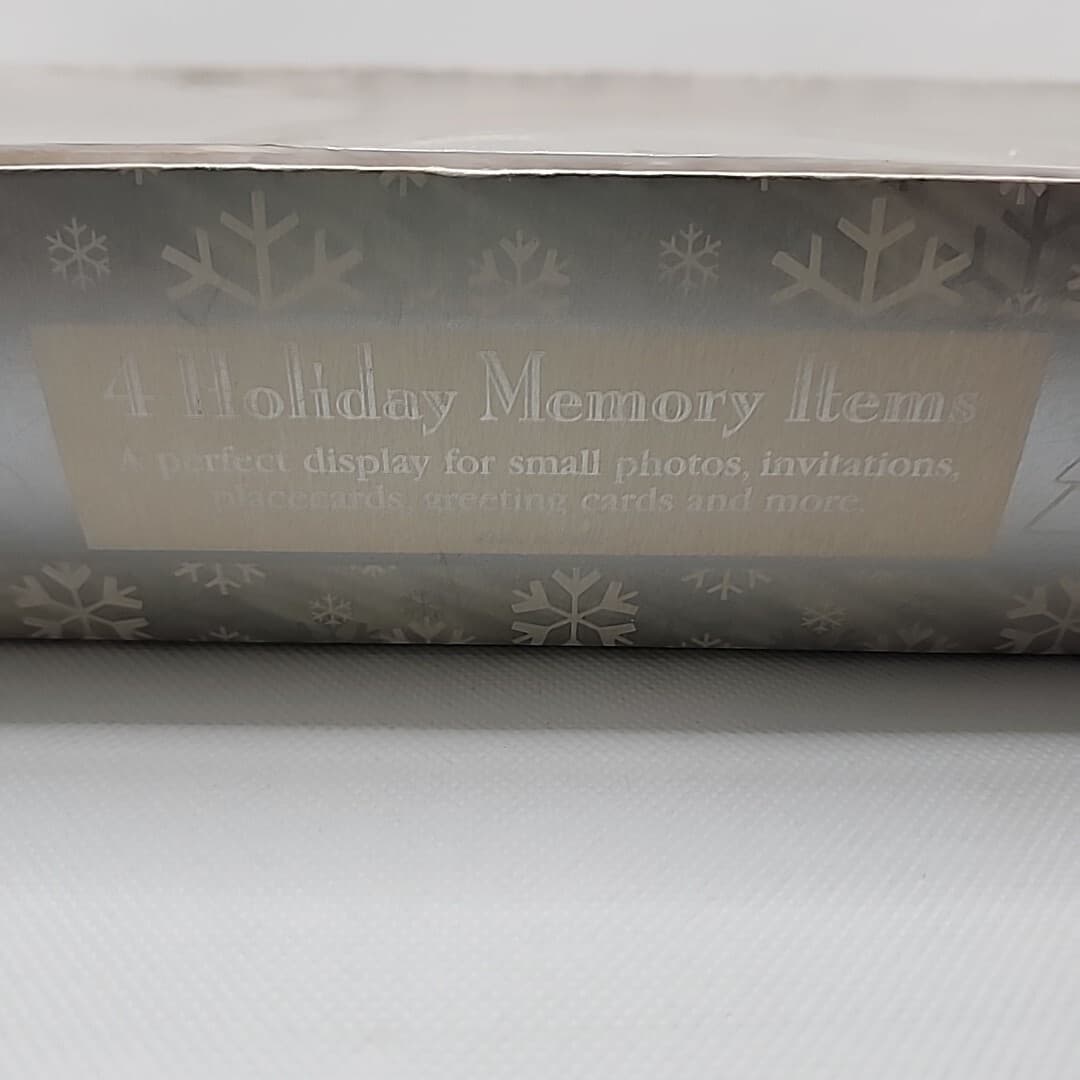 4 Holiday Memory Items
A perfect display for small photos, invitations,
placecards, greeting cards and more.